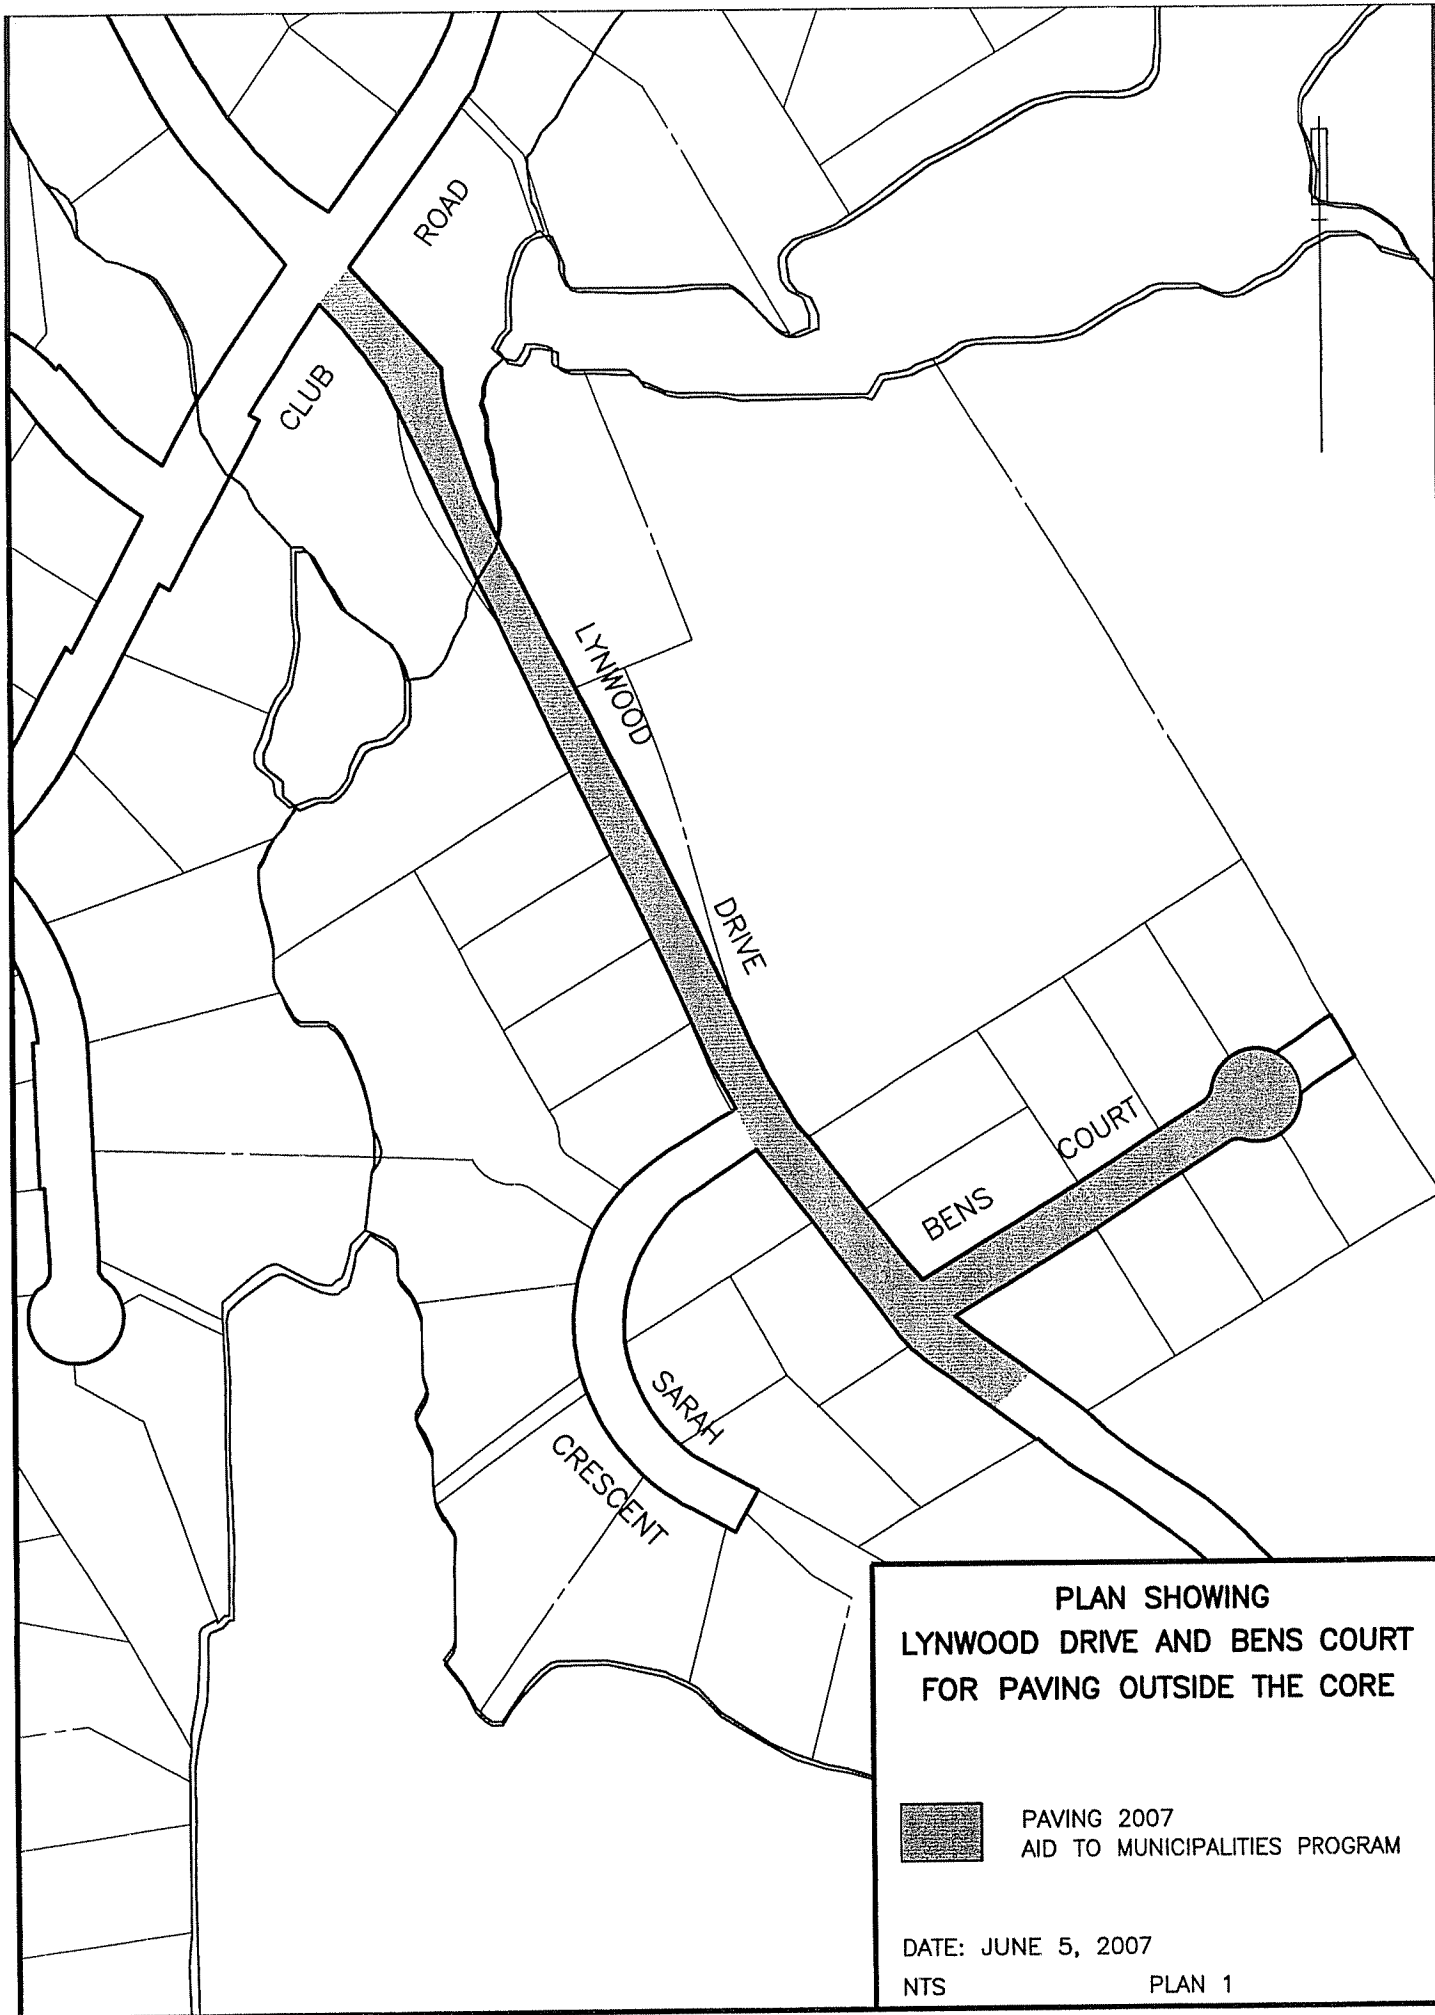 ROAD
CLUB
LYNWOOD
DRIVE
COURT
BENS
SARAH
CRESCENT
PLAN SHOWING
LYNWOOD DRIVE AND BENS COURT
FOR PAVING OUTSIDE THE CORE
PAVING 2007
AID TO MUNICIPALITIES PROGRAM
DATE: JUNE 5, 2007
NTS PLAN 1